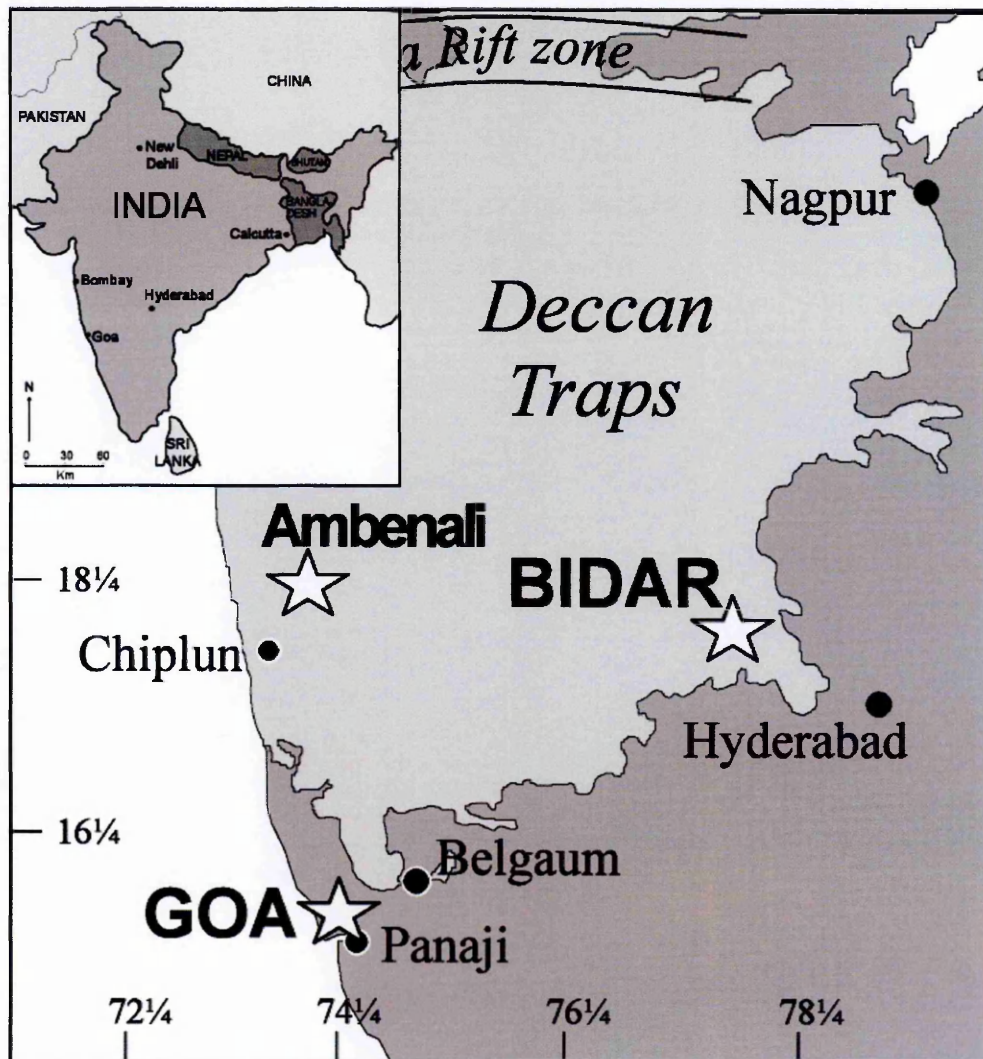 CHINA
PAKISTAN
New
Dehli
NEPAL
BHUTAN
INDIA
BANGLA
DESH
Calcutta
Bombay
Hyderabad
Goa
N
SRI
LANKA
0 30 60
Km
a Rift zone
Nagpur
Deccan
Traps
Ambenali
18¼
BIDAR
Chiplun
Hyderabad
16¼
Belgaum
GOA
Panaji
72¼ 74¼ 76¼ 78¼